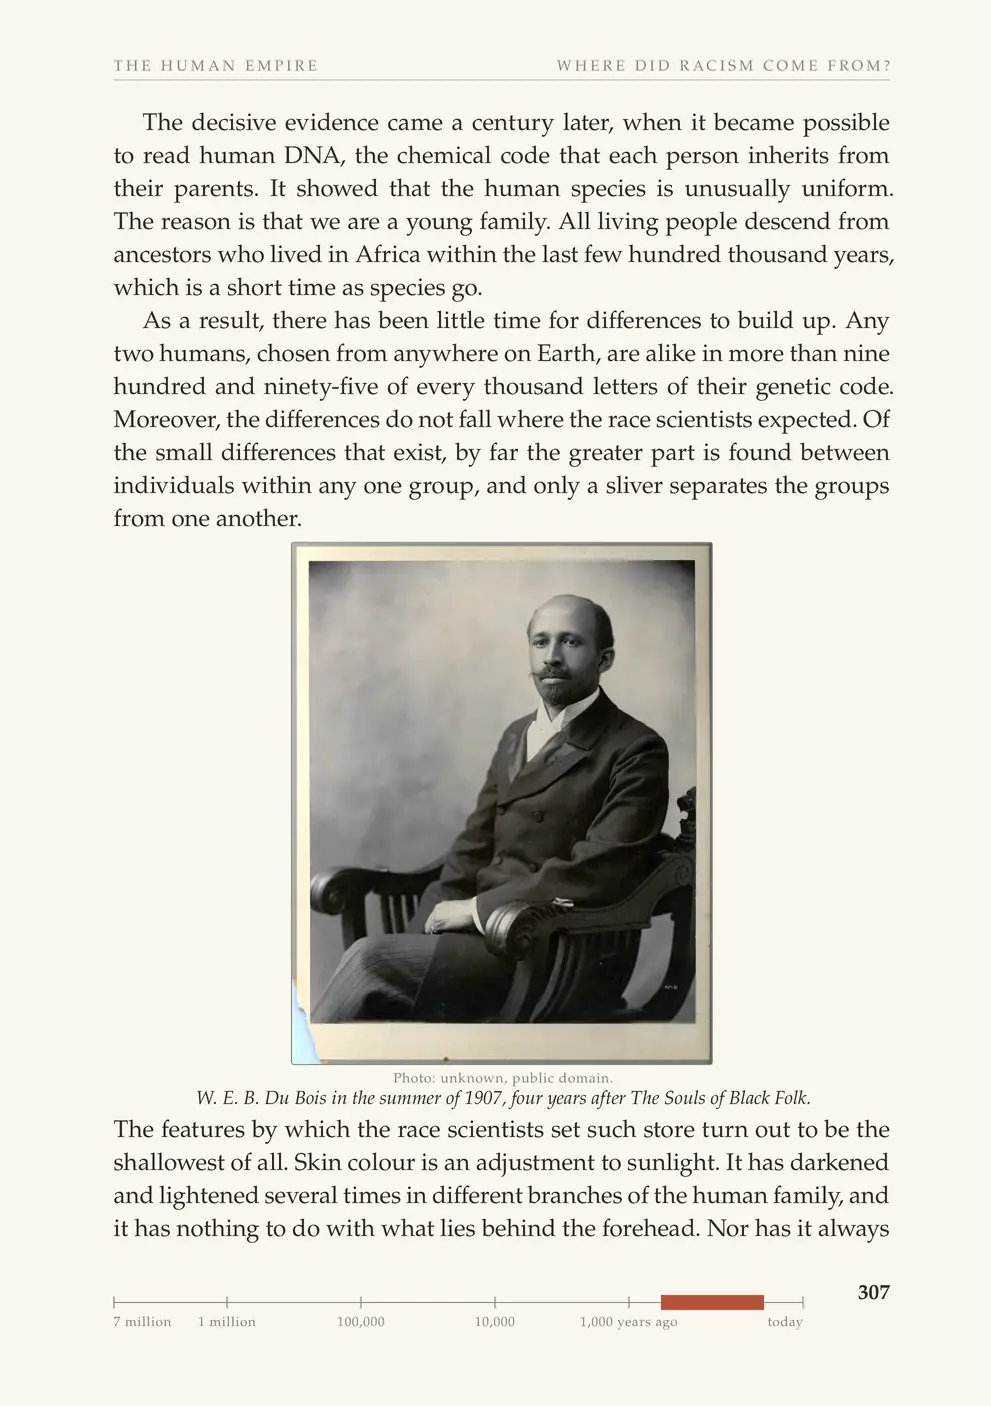 THE HUMAN EMPIRE
WHERE DID RACISM COME FROM?
The decisive evidence came a century later, when it became possible
to read human DNA, the chemical code that each person inherits from
their parents. It showed that the human species is unusually uniform.
The reason is that we are a young family. All living people descend from
ancestors who lived in Africa within the last few hundred thousand years,
which is a short time as species go.
As a result, there has been little time for differences to build up. Any
two humans, chosen from anywhere on Earth, are alike in more than nine
hundred and ninety-five of every thousand letters of their genetic code.
Moreover, the differences do not fall where the race scientists expected. Of
the small differences that exist, by far the greater part is found between
individuals within any one group, and only a sliver separates the groups
from one another.
Photo: unknown, public domain.
W. E. B. Du Bois in the summer of 1907, four years after The Souls of Black Folk.
The features by which the race scientists set such store turn out to be the
shallowest of all. Skin colour is an adjustment to sunlight. It has darkened
and lightened several times in different branches of the human family, and
it has nothing to do with what lies behind the forehead. Nor has it always
307
7 million 1 million 100,000 10,000 1,000 years ago today